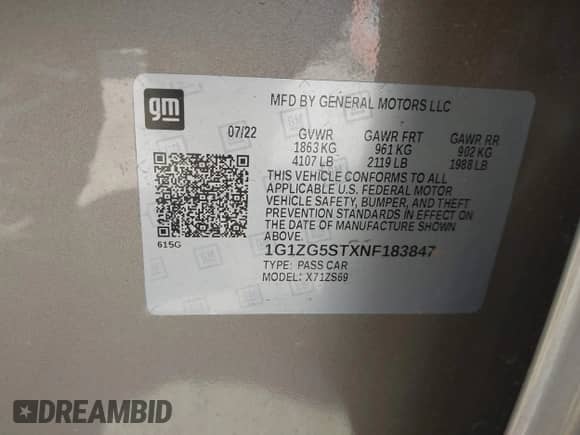 gm
MFD BY GENERAL MOTORS LLC
07/22 GVWR GAWR FRT GAWR RR
1863 KG 961 KG 902 KG
4107 LB 2119 LB 1988 LB
THIS VEHICLE CONFORMS TO ALL
APPLICABLE U.S. FEDERAL MOTOR
VEHICLE SAFETY, BUMPER, AND THEFT
PREVENTION STANDARDS IN EFFECT ON
THE DATE OF MANUFACTURE SHOWN
ABOVE.
615G
1G1ZG5STXNF183847
TYPE: PASS CAR
MODEL: X71ZS69
DREAMBID